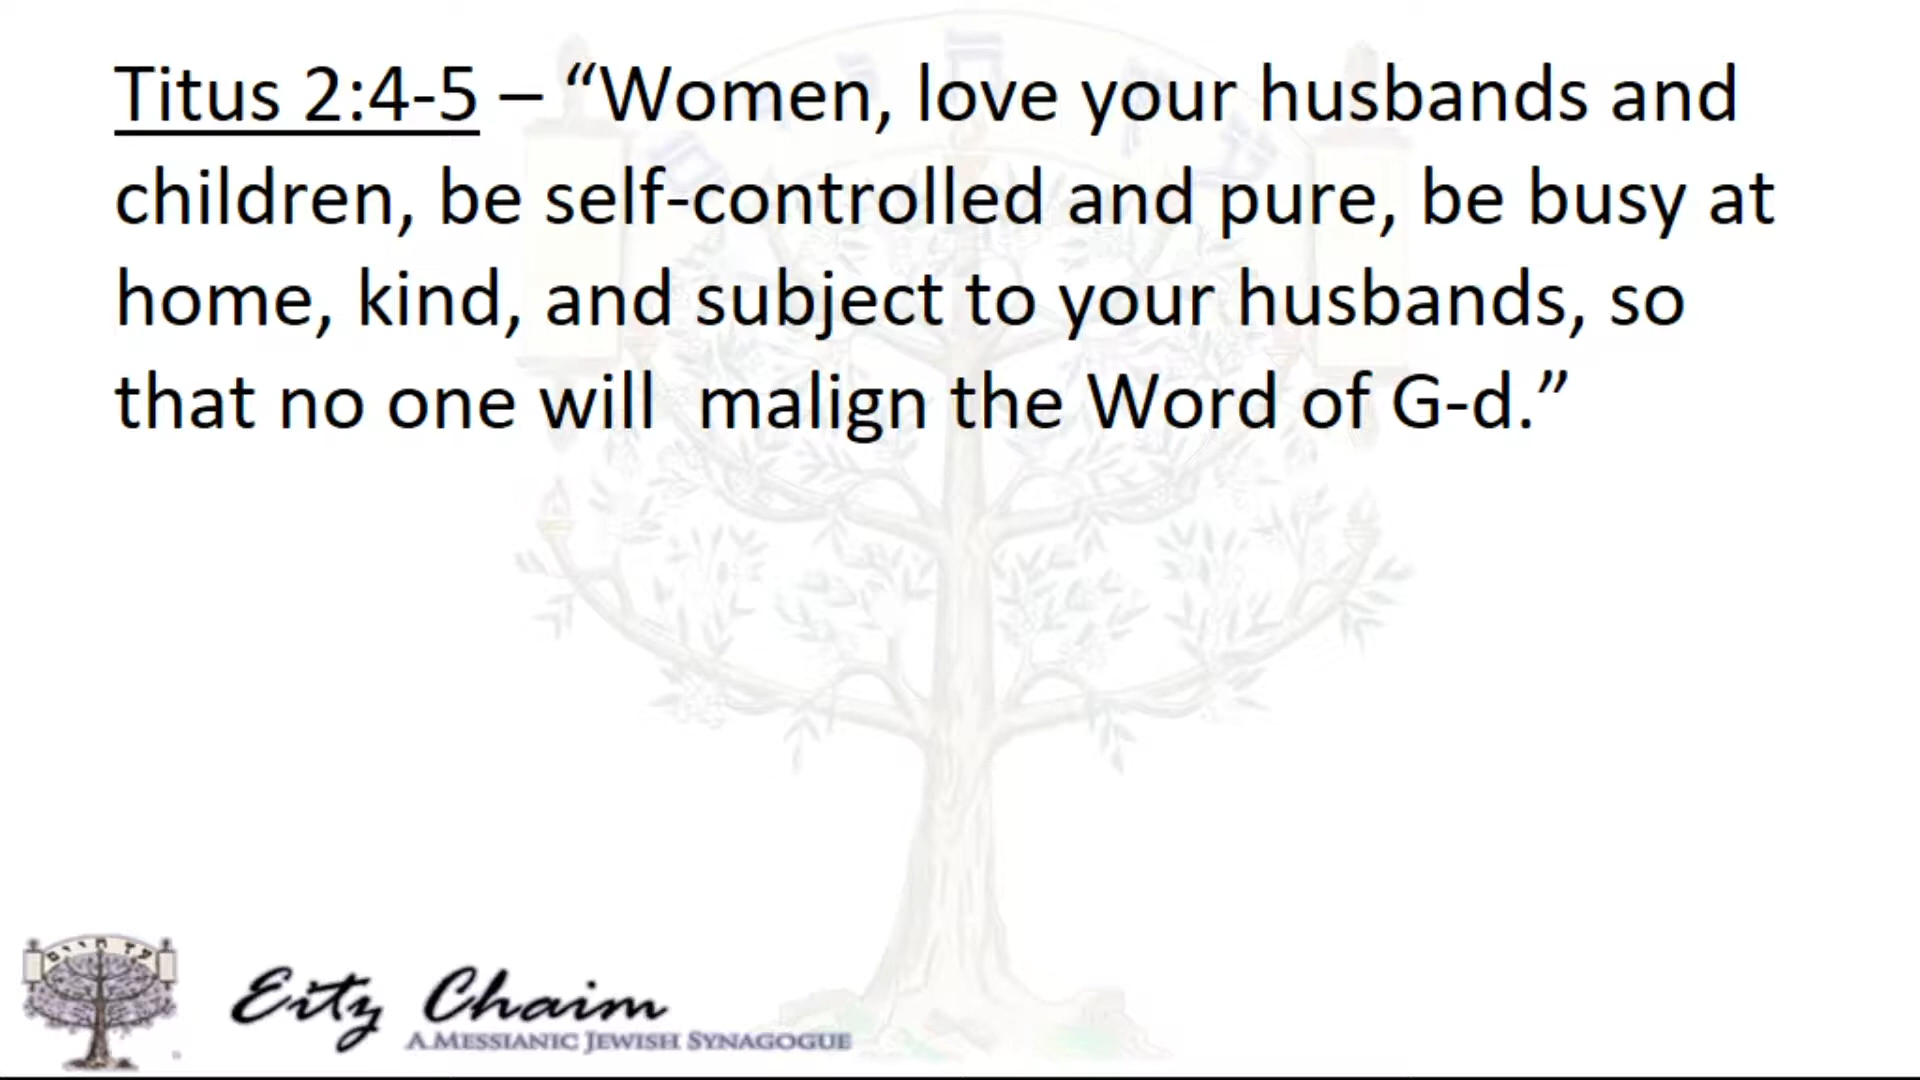 Titus 2:4-5 – “Women, love your husbands and
children, be self-controlled and pure, be busy at
home, kind, and subject to your husbands, so
that no one will  malign the Word of G-d.”
עץ חיים
Eitz Chaim
A MESSIANIC JEWISH SYNAGOGUE